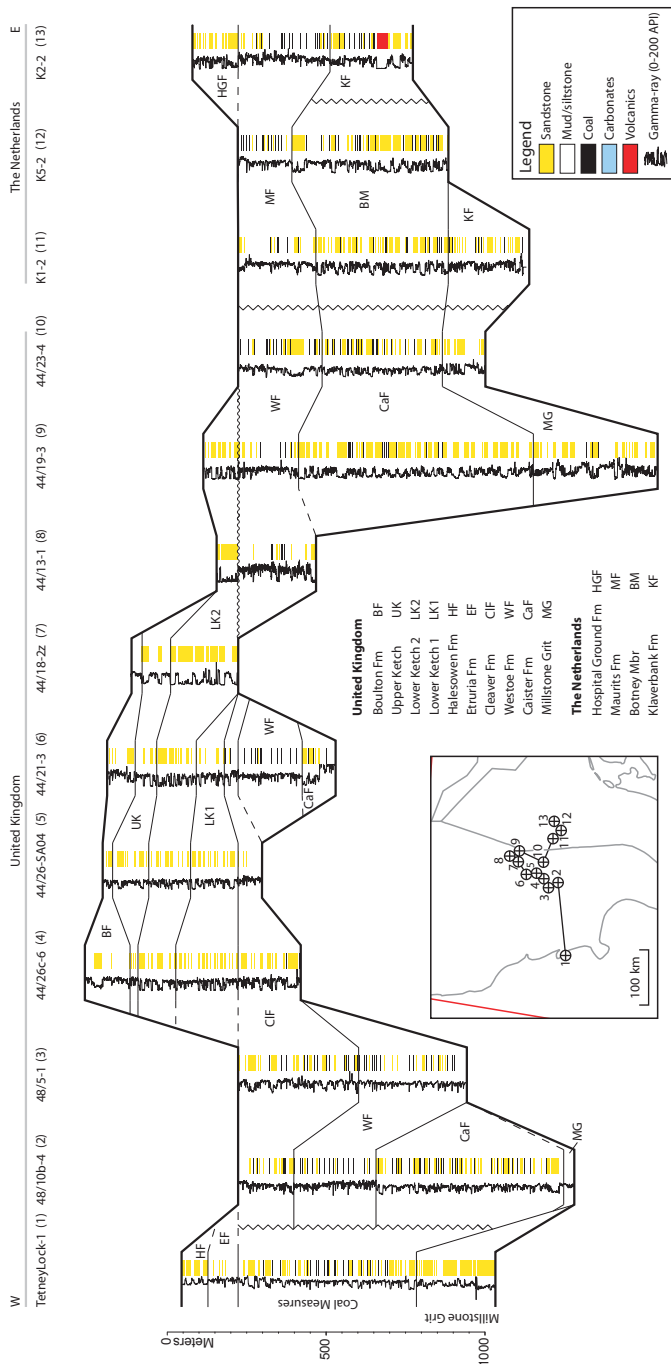 W
E
United Kingdom
The Netherlands
TetneyLock-1 (1)
48/10b-4 (2)
48/5-1 (3)
44/26c-6 (4)
44/26-SA04 (5)
44/21-3 (6)
44/18-2z (7)
44/13-1 (8)
44/19-3 (9)
44/23-4 (10)
K1-2 (11)
K5-2 (12)
K2-2 (13)
Meters
0
500
1000
Coal Measures
Millstone Grit
HF
EF
WF
CaF
MG
ClF
BF
UK
LK1
WF
CaF
LK2
WF
CaF
MG
MF
BM
KF
HGF
KF
United Kingdom
Boulton Fm BF
Upper Ketch UK
Lower Ketch 2 LK2
Lower Ketch 1 LK1
Halesowen Fm HF
Etruria Fm EF
Cleaver Fm ClF
Westoe Fm WF
Caister Fm CaF
Millstone Grit MG
The Netherlands
Hospital Ground Fm HGF
Maurits Fm MF
Botney Mbr BM
Klaverbank Fm KF
1
2
3
4
5
6
7
8
9
10
11
12
13
100 km
Legend
Sandstone
Mud/siltstone
Coal
Carbonates
Volcanics
Gamma-ray (0-200 API)